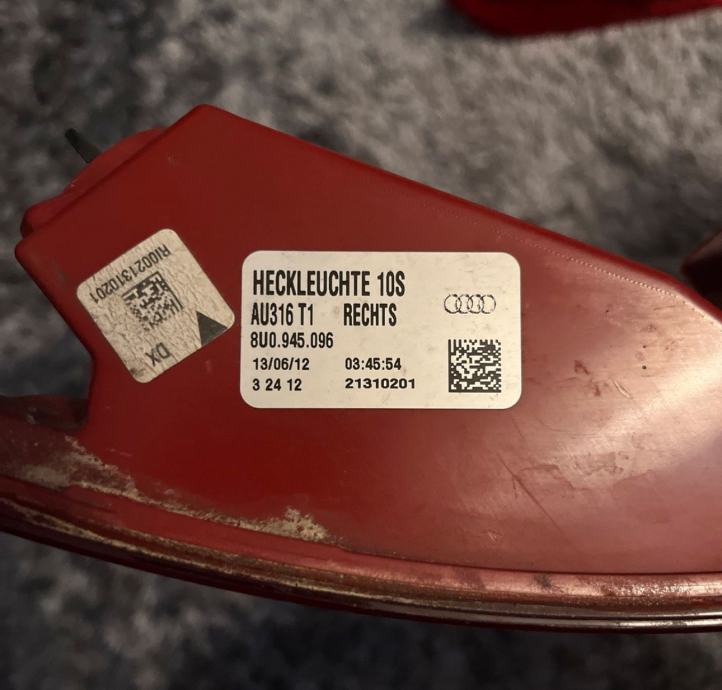 RI0021310201
DX
HECKLEUCHTE 10S
AU316 T1 RECHTS
8U0.945.096
13/06/12 03:45:54
3 24 12 21310201